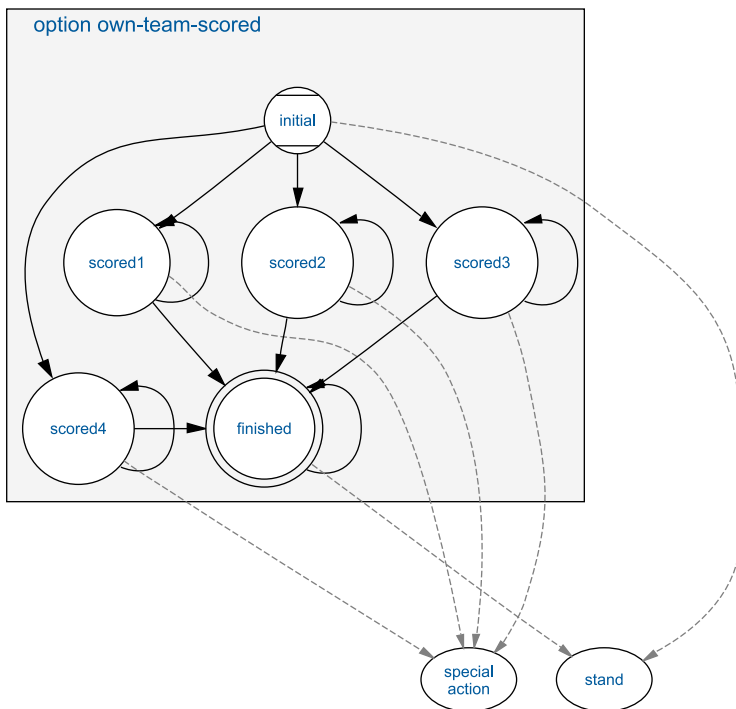 option own-team-scored
initial
scored1
scored2
scored3
scored4
finished
special
action
stand